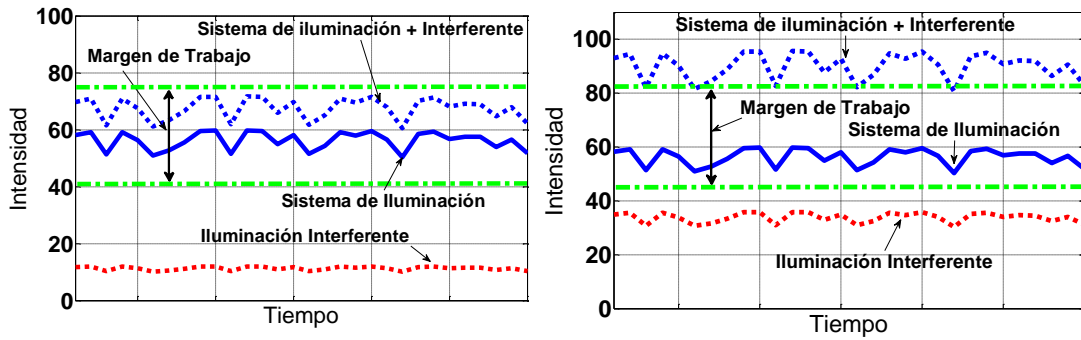 100
80
60
40
20
0
Intensidad
Tiempo
Sistema de iluminación + Interferente
Margen de Trabajo
Sistema de Iluminación
Iluminación Interferente
100
80
60
40
20
0
Intensidad
Tiempo
Sistema de iluminación + Interferente
Margen de Trabajo
Sistema de Iluminación
Iluminación Interferente